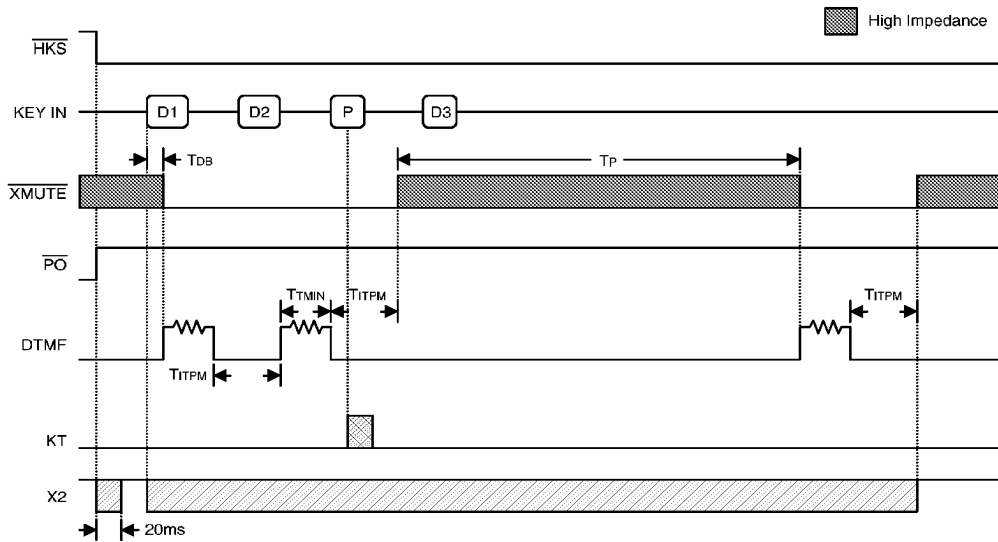 High Impedance
HKS
KEY IN
D1
D2
P
D3
TDB
TP
XMUTE
PO
TTMIN
TITPM
TITPM
DTMF
TITPM
KT
X2
20ms